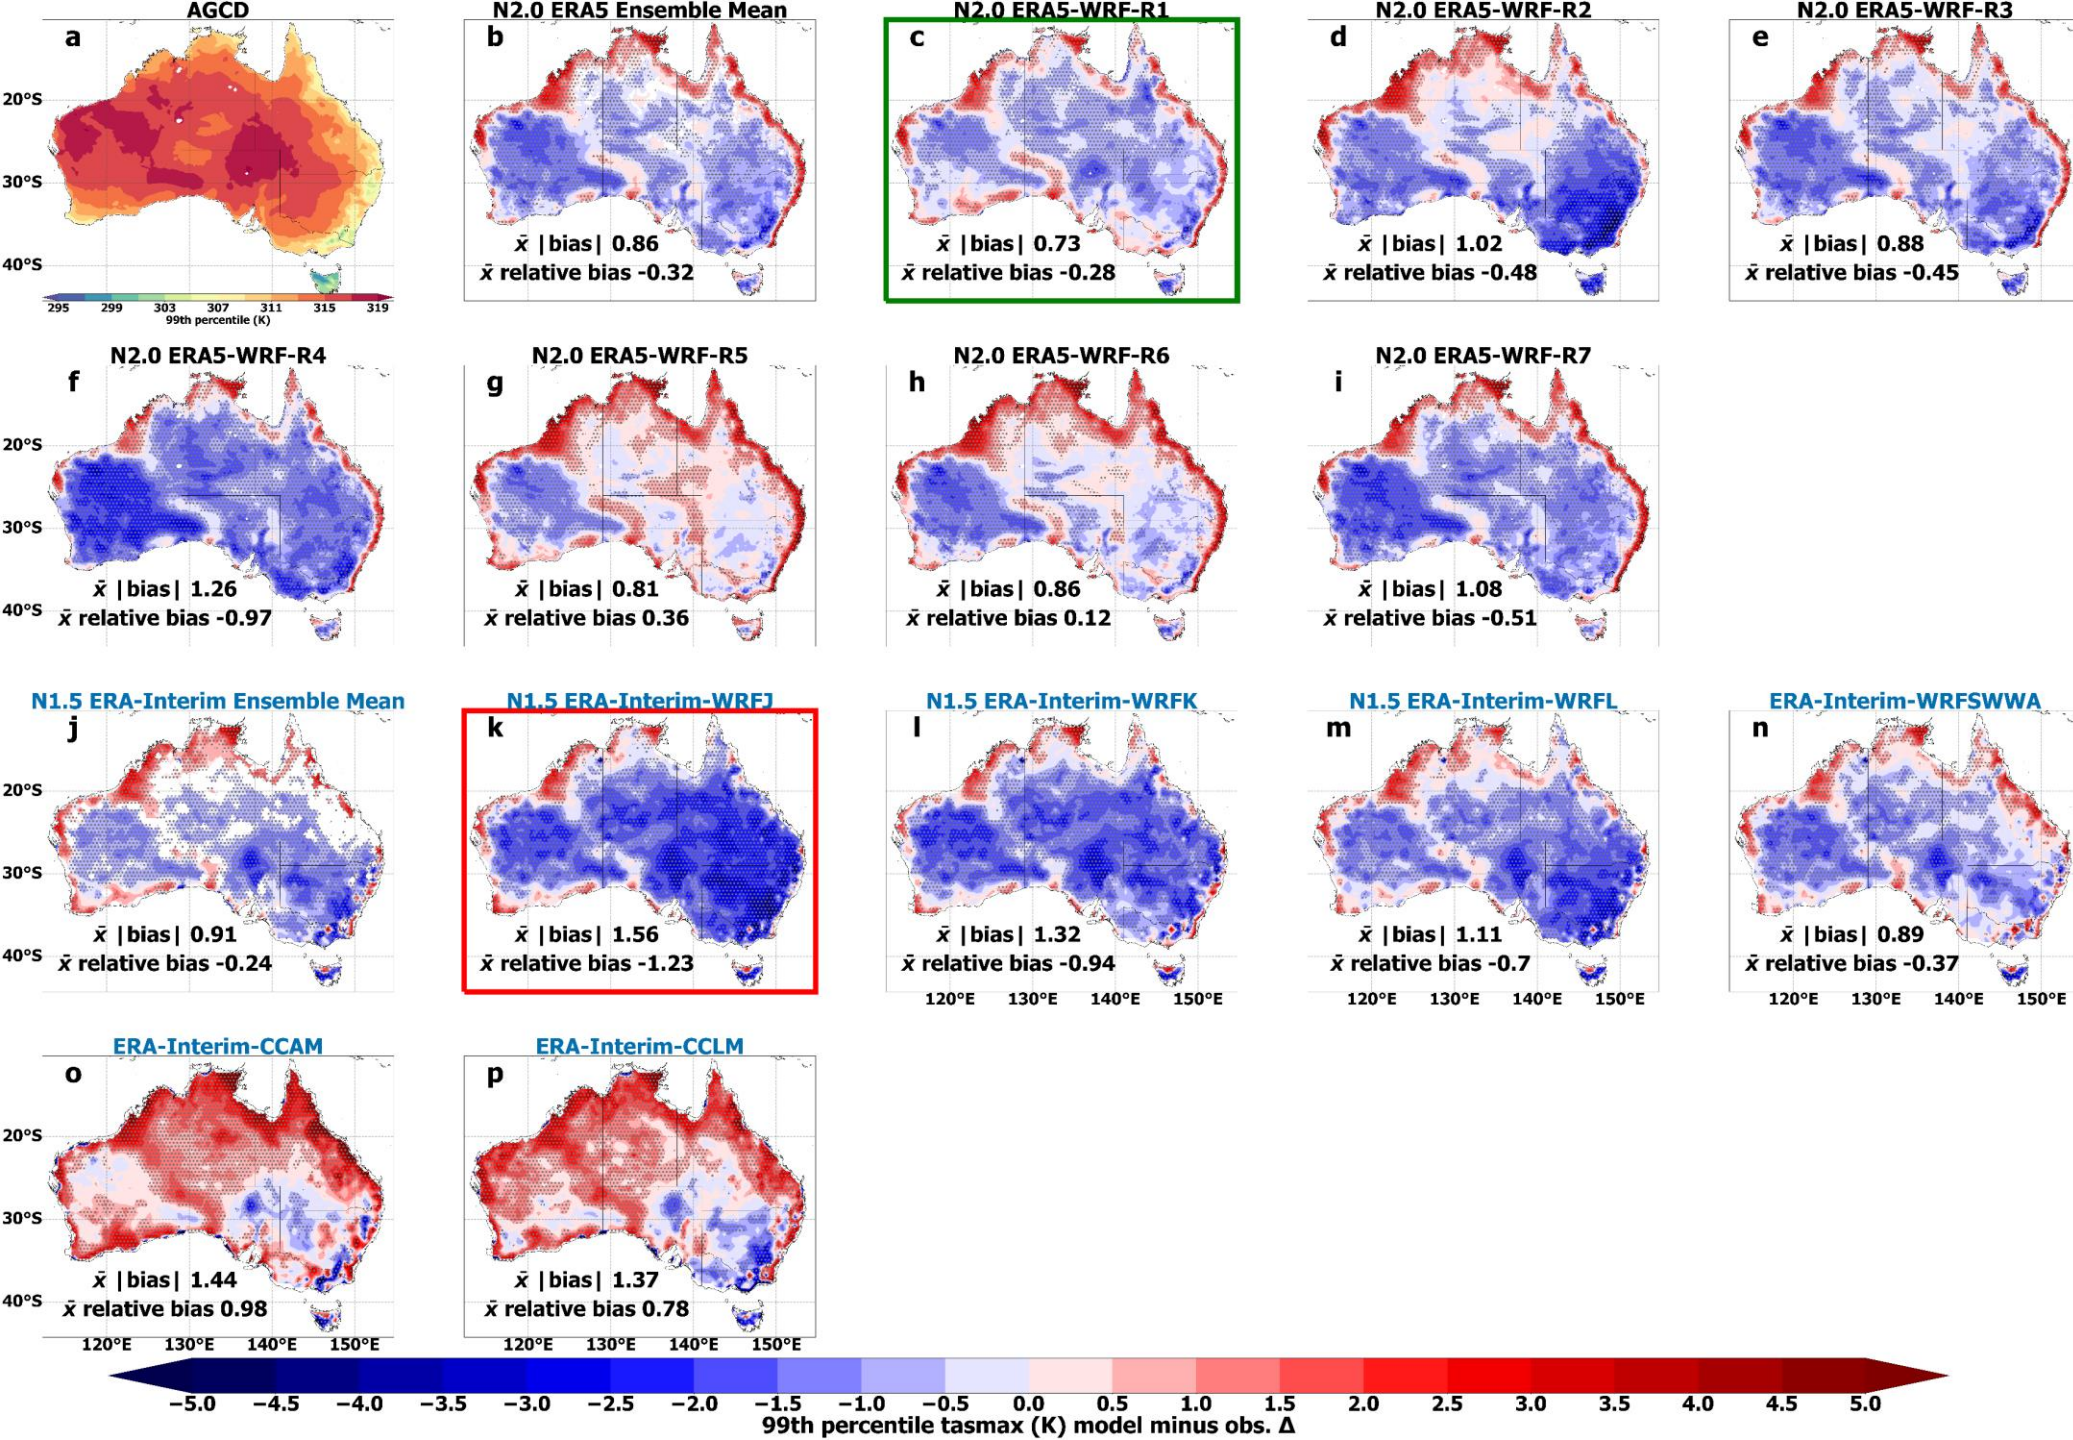 AGCD
N2.0 ERA5 Ensemble Mean
N2.0 ERA5-WRF-R1
N2.0 ERA5-WRF-R2
N2.0 ERA5-WRF-R3
a
b
c
d
e
20°S
30°S
40°S
295 299 303 307 311 315 319
99th percentile (K)
x̄ |bias| 0.86
x̄ relative bias -0.32
x̄ |bias| 0.73
x̄ relative bias -0.28
x̄ |bias| 1.02
x̄ relative bias -0.48
x̄ |bias| 0.88
x̄ relative bias -0.45
N2.0 ERA5-WRF-R4
N2.0 ERA5-WRF-R5
N2.0 ERA5-WRF-R6
N2.0 ERA5-WRF-R7
f
g
h
i
20°S
30°S
40°S
x̄ |bias| 1.26
x̄ relative bias -0.97
x̄ |bias| 0.81
x̄ relative bias 0.36
x̄ |bias| 0.86
x̄ relative bias 0.12
x̄ |bias| 1.08
x̄ relative bias -0.51
N1.5 ERA-Interim Ensemble Mean
N1.5 ERA-Interim-WRFJ
N1.5 ERA-Interim-WRFK
N1.5 ERA-Interim-WRFL
ERA-Interim-WRFSWWA
j
k
l
m
n
20°S
30°S
40°S
x̄ |bias| 0.91
x̄ relative bias -0.24
x̄ |bias| 1.56
x̄ relative bias -1.23
x̄ |bias| 1.32
x̄ relative bias -0.94
x̄ |bias| 1.11
x̄ relative bias -0.7
x̄ |bias| 0.89
x̄ relative bias -0.37
120°E 130°E 140°E 150°E
120°E 130°E 140°E 150°E
120°E 130°E 140°E 150°E
ERA-Interim-CCAM
ERA-Interim-CCLM
o
p
20°S
30°S
40°S
x̄ |bias| 1.44
x̄ relative bias 0.98
x̄ |bias| 1.37
x̄ relative bias 0.78
120°E 130°E 140°E 150°E
120°E 130°E 140°E 150°E
−5.0 −4.5 −4.0 −3.5 −3.0 −2.5 −2.0 −1.5 −1.0 −0.5 0.0 0.5 1.0 1.5 2.0 2.5 3.0 3.5 4.0 4.5 5.0
99th percentile tasmax (K) model minus obs. Δ